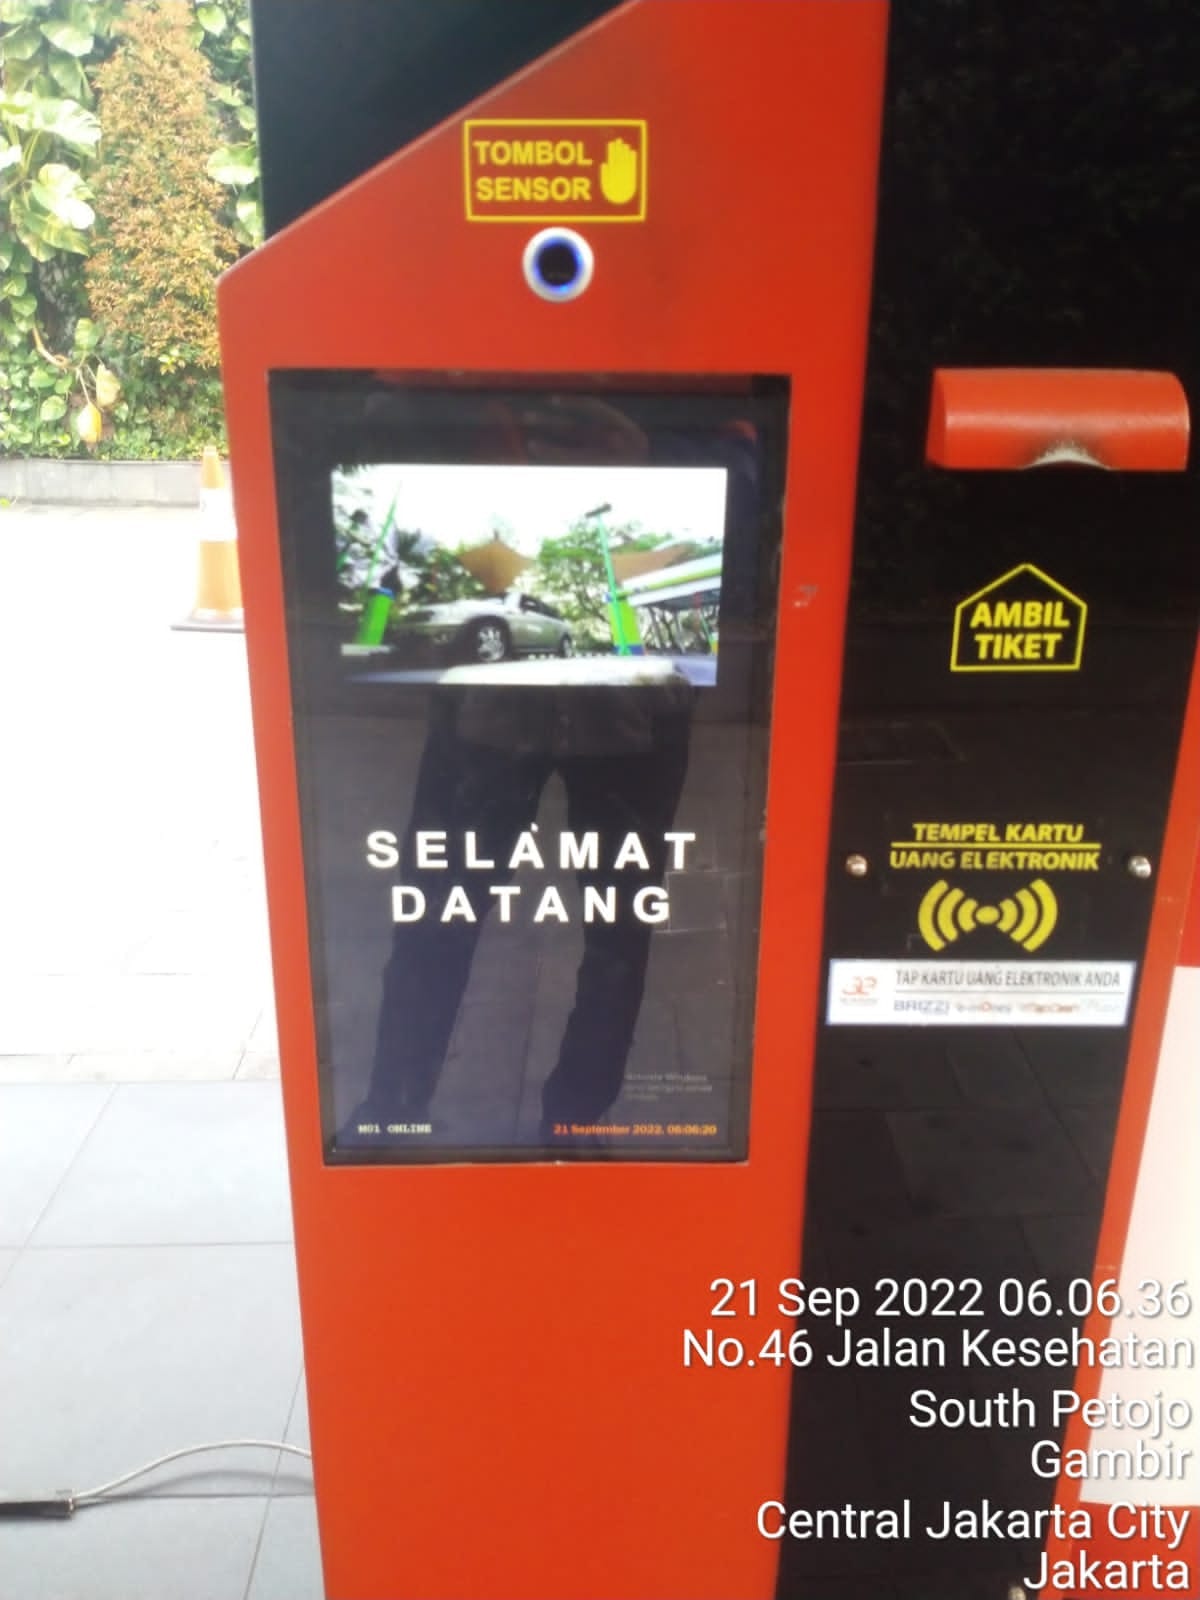 TOMBOL
SENSOR
AMBIL
TIKET
SELAMAT
DATANG
TEMPEL KARTU
UANG ELEKTRONIK
TAP KARTU UANG ELEKTRONIK ANDA
BRIZZI
M01 ONLINE
21 September 2022, 06:06:20
21 Sep 2022 06.06.36
No.46 Jalan Kesehatan
South Petojo
Gambir
Central Jakarta City
Jakarta